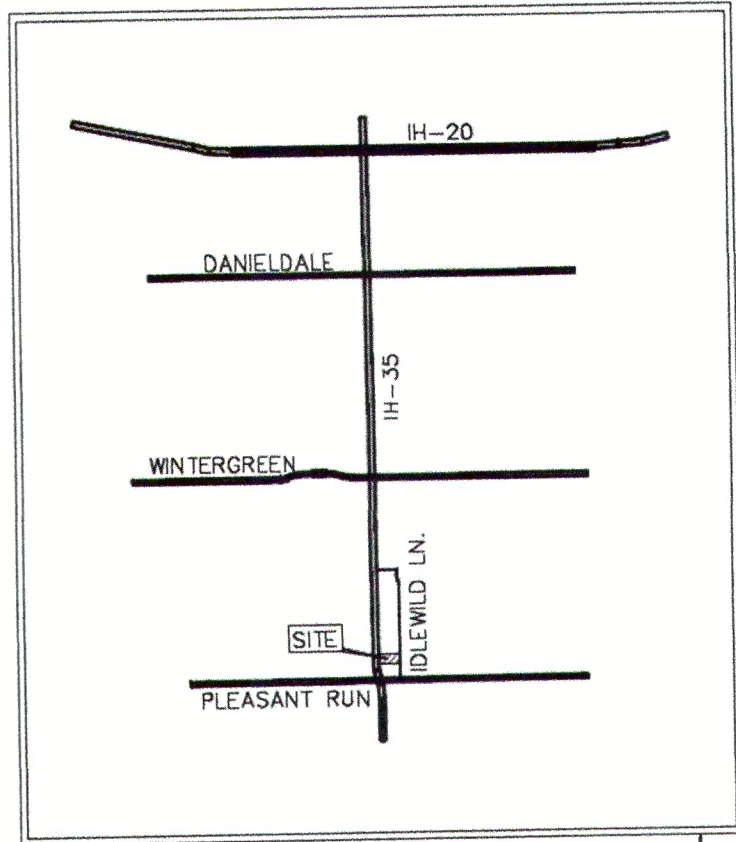 IH-20
DANIELDALE
IH-35
WINTERGREEN
IDLEWILD LN.
SITE
PLEASANT RUN